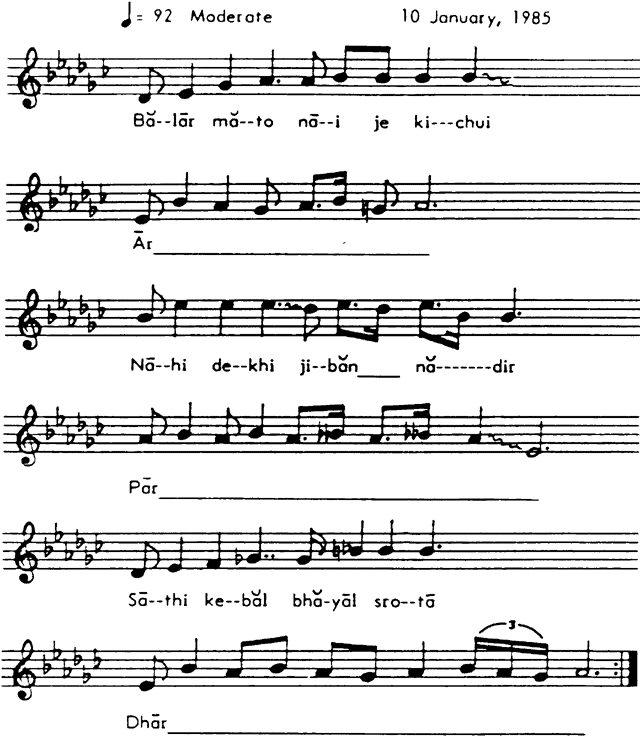 ♩= 92 Moderate 10 January, 1985
Bă--lār mă--to nā--i je ki---chui
Ār
Nā--hi de--khi ji--băn____ nă-------dir
Pār
Sā--thi ke--băl bhă-yāl sro--tā
3
Dhār